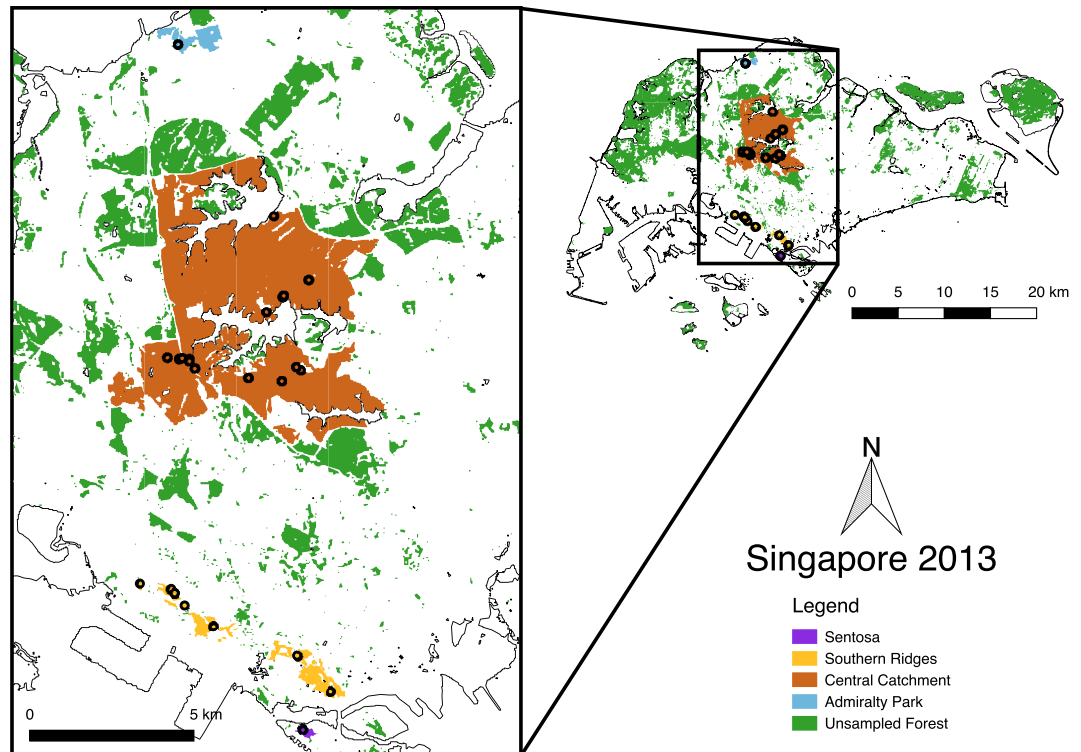 0 5 10 15 20 km
N
Singapore 2013
Legend
Sentosa
Southern Ridges
Central Catchment
Admiralty Park
Unsampled Forest
0 5 km